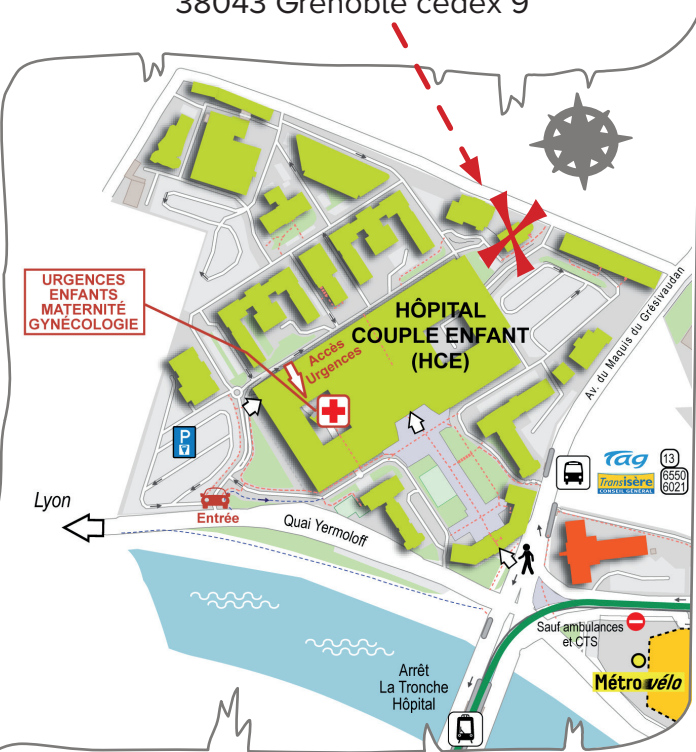 38043 Grenoble cedex 9
URGENCES
ENFANTS
MATERNITÉ
GYNÉCOLOGIE
HÔPITAL
COUPLE ENFANT
(HCE)
Accès
Urgences
Av. du Maquis du Grésivaudan
P
Tag
13
Transisère
CONSEIL GÉNÉRAL
6550
6021
Lyon
Entrée
Quai Yermoloff
Sauf ambulances
et CTS
Métrovélo
Arrêt
La Tronche
Hôpital